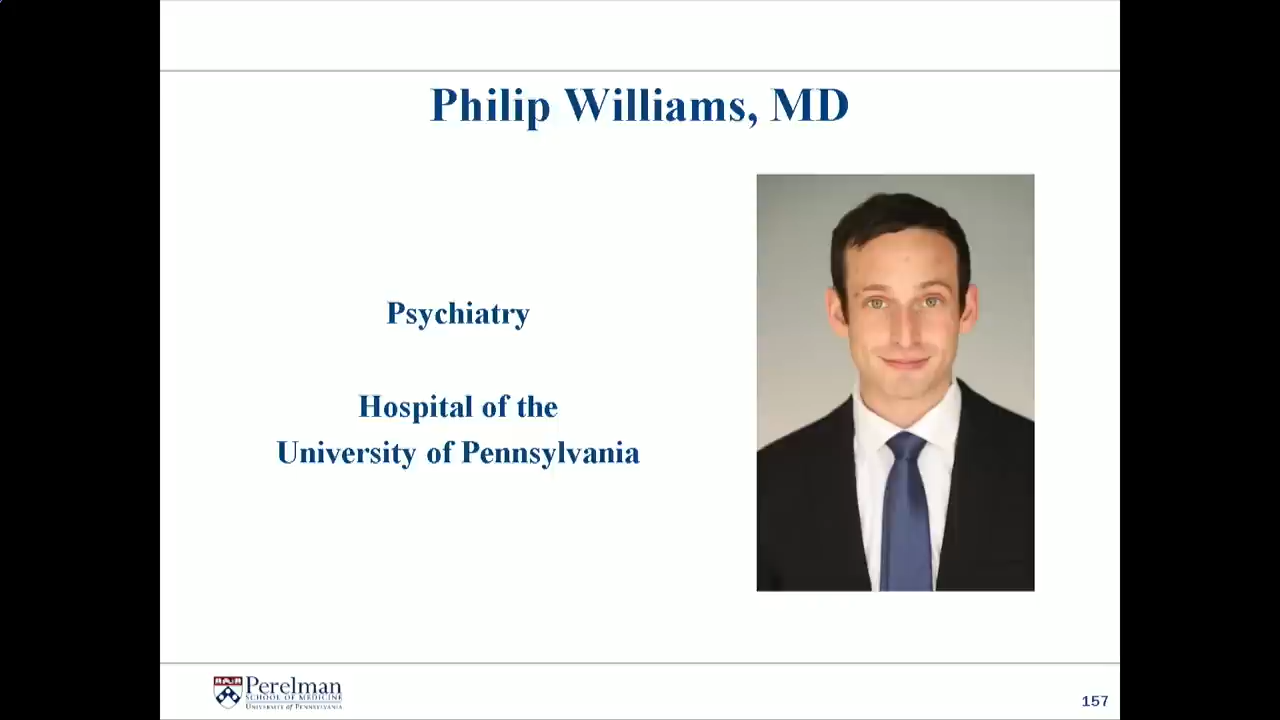 Philip Williams, MD
Psychiatry
Hospital of the
University of Pennsylvania
Perelman
SCHOOL OF MEDICINE
UNIVERSITY of PENNSYLVANIA
157